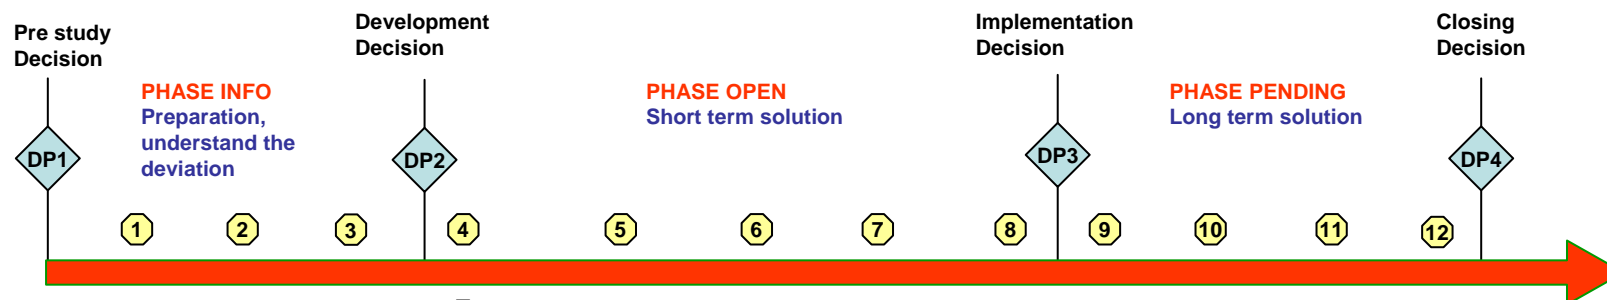 Pre study
Decision
Development
Decision
Implementation
Decision
Closing
Decision
PHASE INFO
Preparation,
understand the
deviation
PHASE OPEN
Short term solution
PHASE PENDING
Long term solution
DP1
DP2
DP3
DP4
1 2 3 4 5 6 7 8 9 10 11 12